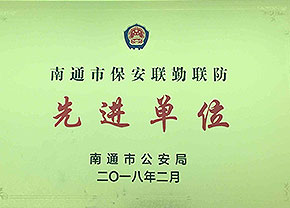 南通市保安联勤联防
先进单位
南通市公安局
二〇一八年二月